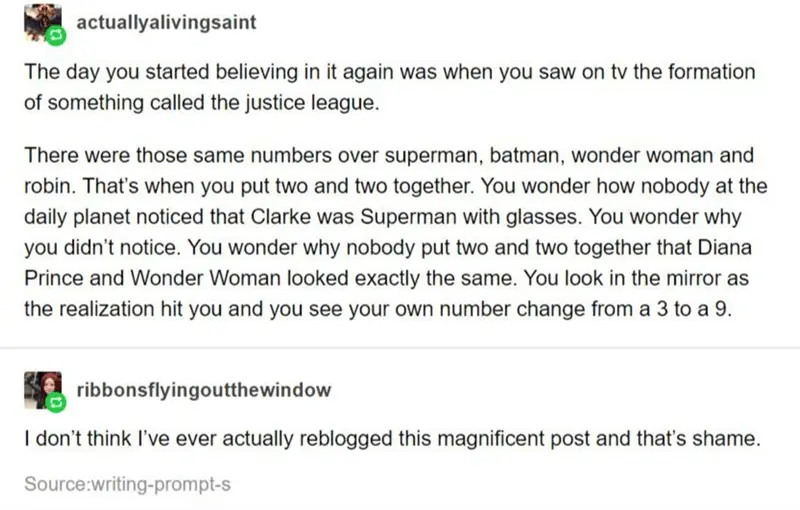 actuallyalivingsaint
The day you started believing in it again was when you saw on tv the formation
of something called the justice league.
There were those same numbers over superman, batman, wonder woman and
robin. That's when you put two and two together. You wonder how nobody at the
daily planet noticed that Clarke was Superman with glasses. You wonder why
you didn't notice. You wonder why nobody put two and two together that Diana
Prince and Wonder Woman looked exactly the same. You look in the mirror as
the realization hit you and you see your own number change from a 3 to a 9.
ribbonsflyingoutthewindow
I don't think I've ever actually reblogged this magnificent post and that's shame.
Source:writing-prompt-s